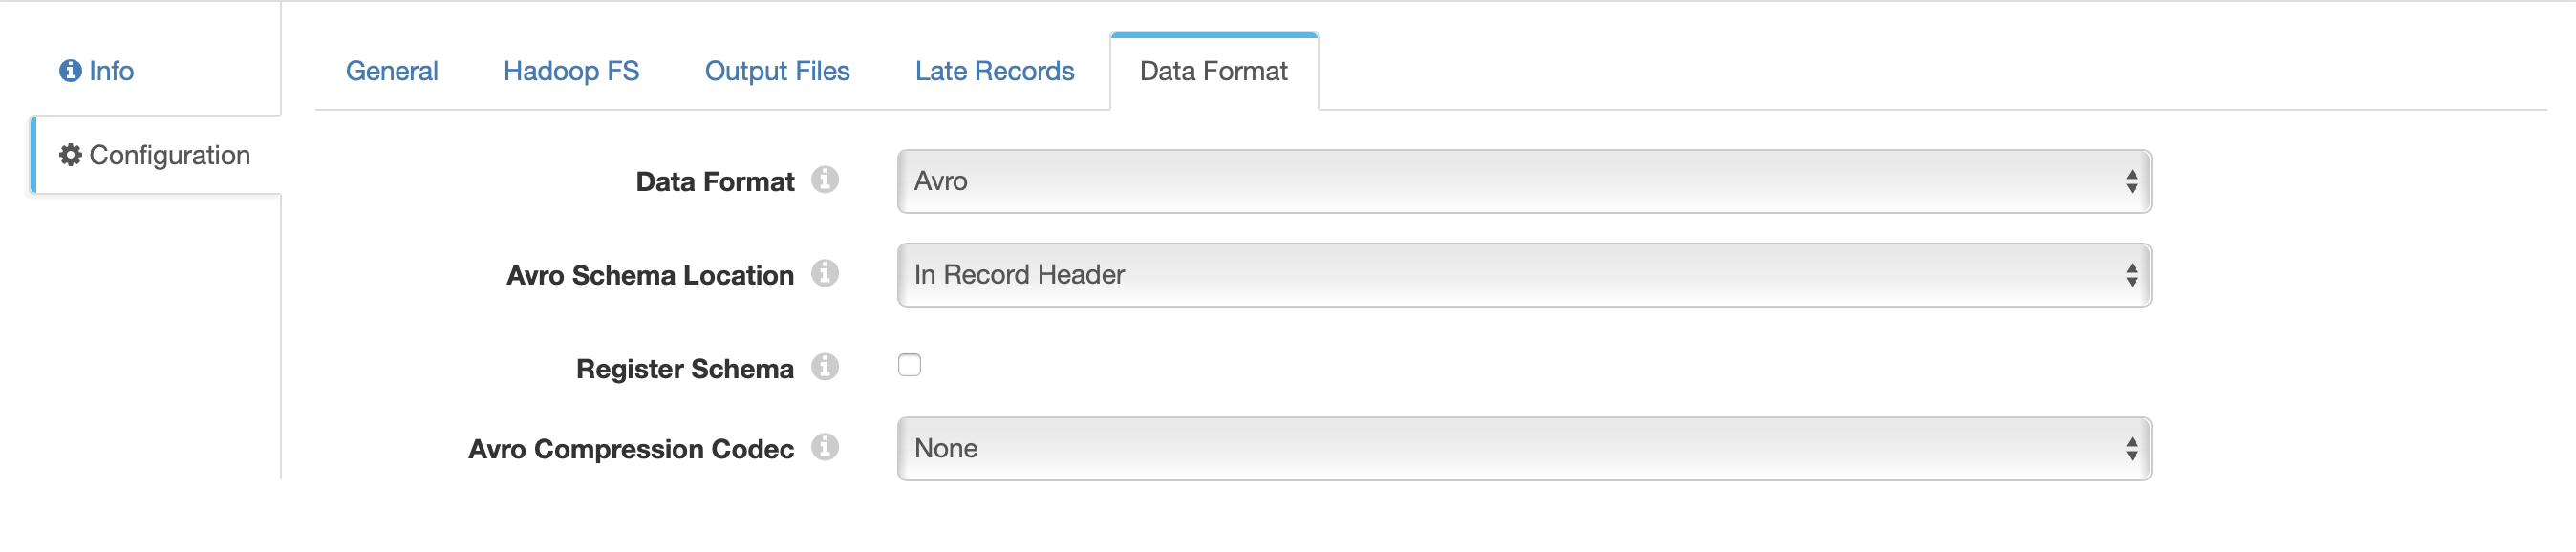 Info
Configuration
General Hadoop FS Output Files Late Records Data Format
Data Format Avro
Avro Schema Location In Record Header
Register Schema
Avro Compression Codec None